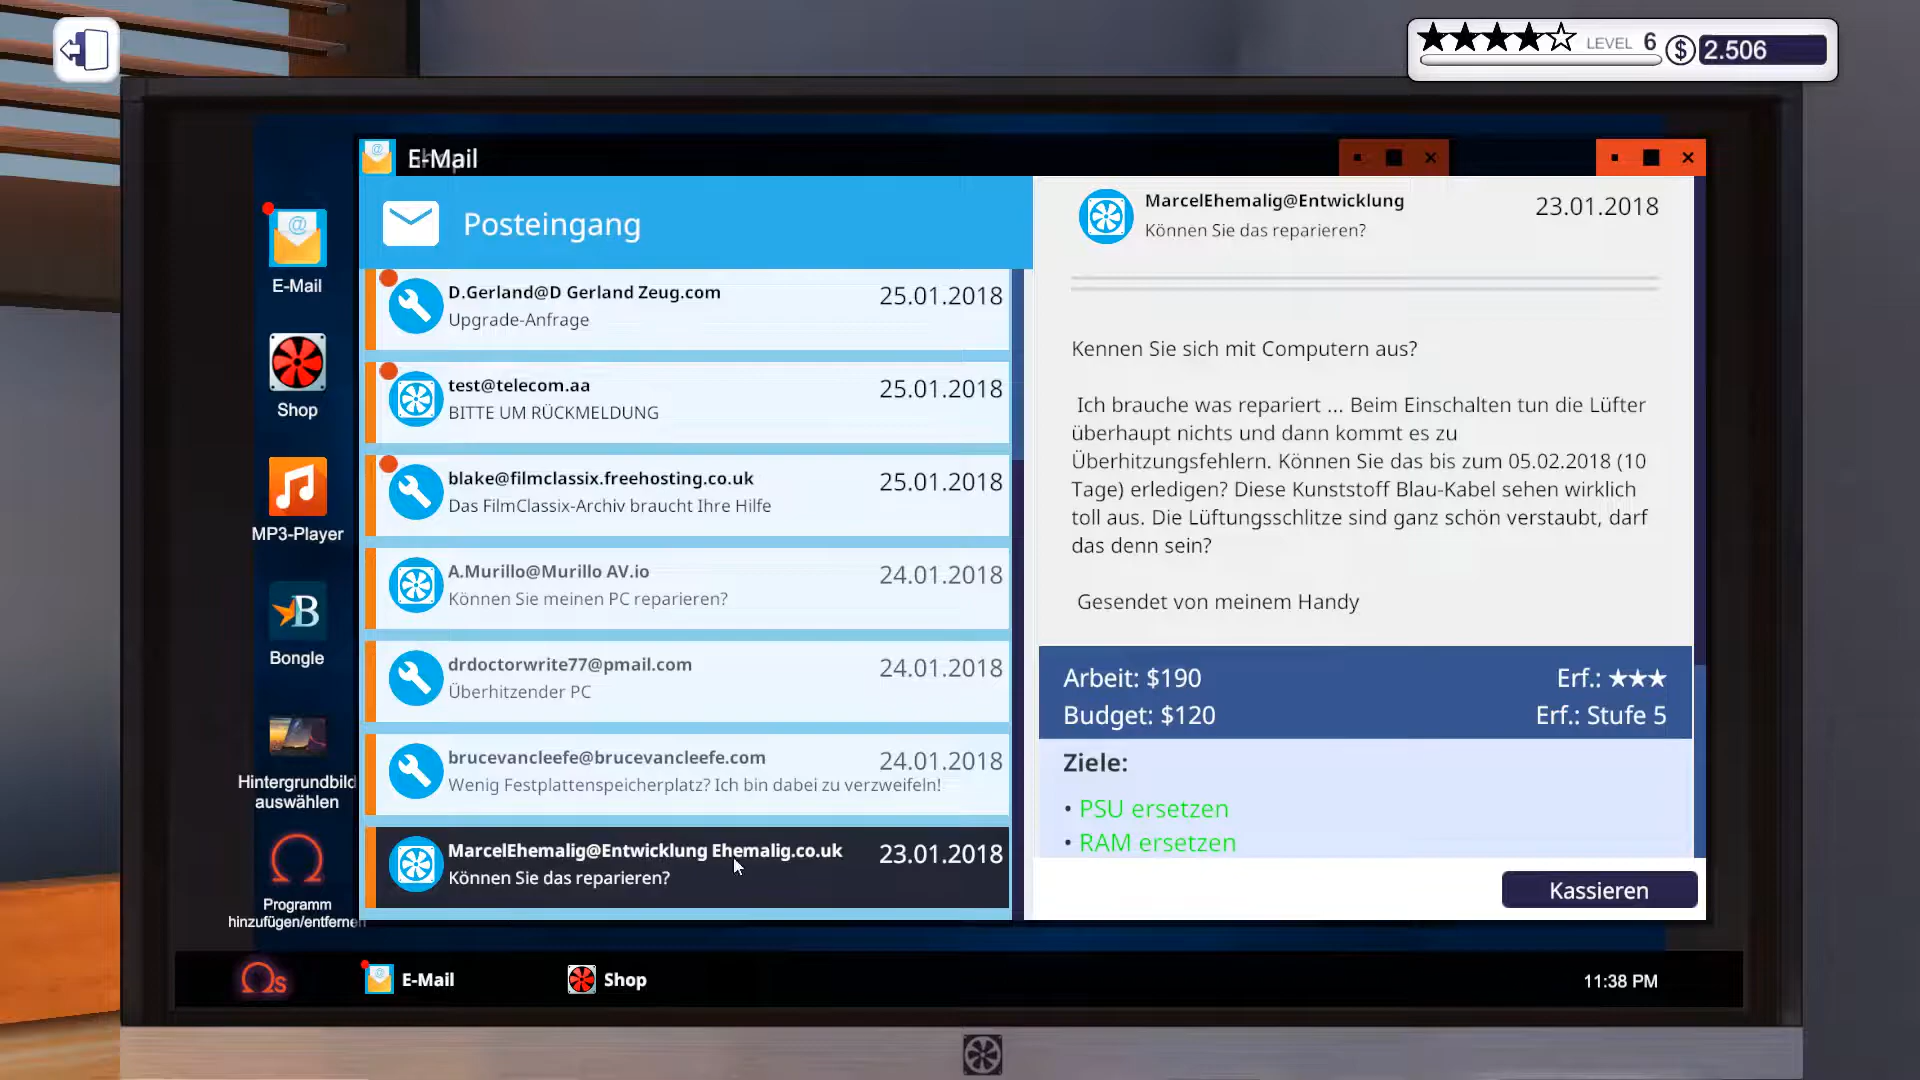 LEVEL 6
2.506
E-Mail
Posteingang
D.Gerland@D Gerland Zeug.com
25.01.2018
Upgrade-Anfrage
test@telecom.aa
25.01.2018
BITTE UM RÜCKMELDUNG
blake@filmclassix.freehosting.co.uk
25.01.2018
Das FilmClassix-Archiv braucht Ihre Hilfe
A.Murillo@Murillo AV.io
24.01.2018
Können Sie meinen PC reparieren?
drdoctorwrite77@pmail.com
24.01.2018
Überhitzender PC
brucevancleefe@brucevancleefe.com
24.01.2018
Wenig Festplattenspeicherplatz? Ich bin dabei zu verzweifeln!
MarcelEhemalig@Entwicklung Ehemalig.co.uk
23.01.2018
Können Sie das reparieren?
MarcelEhemalig@Entwicklung
23.01.2018
Können Sie das reparieren?
Kennen Sie sich mit Computern aus?
Ich brauche was repariert ... Beim Einschalten tun die Lüfter
überhaupt nichts und dann kommt es zu
Überhitzungsfehlern. Können Sie das bis zum 05.02.2018 (10
Tage) erledigen? Diese Kunststoff Blau-Kabel sehen wirklich
toll aus. Die Lüftungsschlitze sind ganz schön verstaubt, darf
das denn sein?
Gesendet von meinem Handy
Arbeit: $190
Erf.: ★★★
Budget: $120
Erf.: Stufe 5
Ziele:
• PSU ersetzen
• RAM ersetzen
Kassieren
E-Mail
Shop
MP3-Player
B
Bongle
Hintergrundbild
auswählen
Programm
hinzufügen/entfernen
Ωs
E-Mail
Shop
11:38 PM